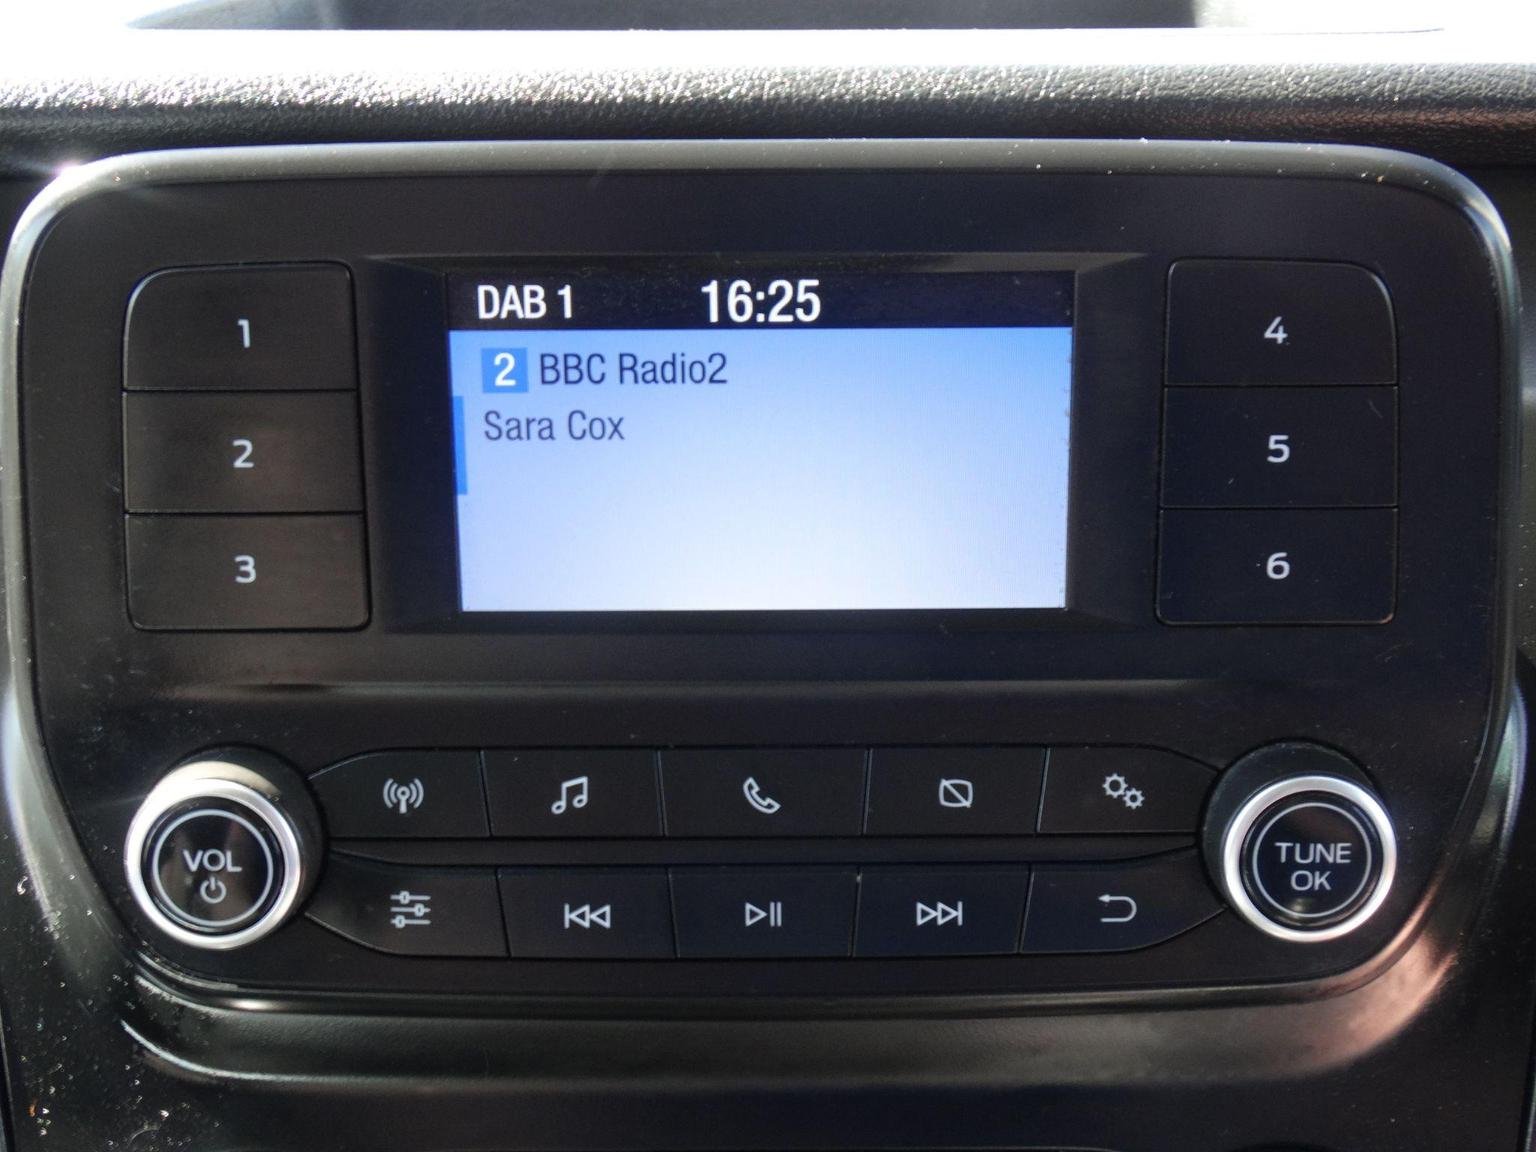 DAB 1 16:25
2 BBC Radio2
Sara Cox
1
2
3
4
5
6
VOL
TUNE
OK